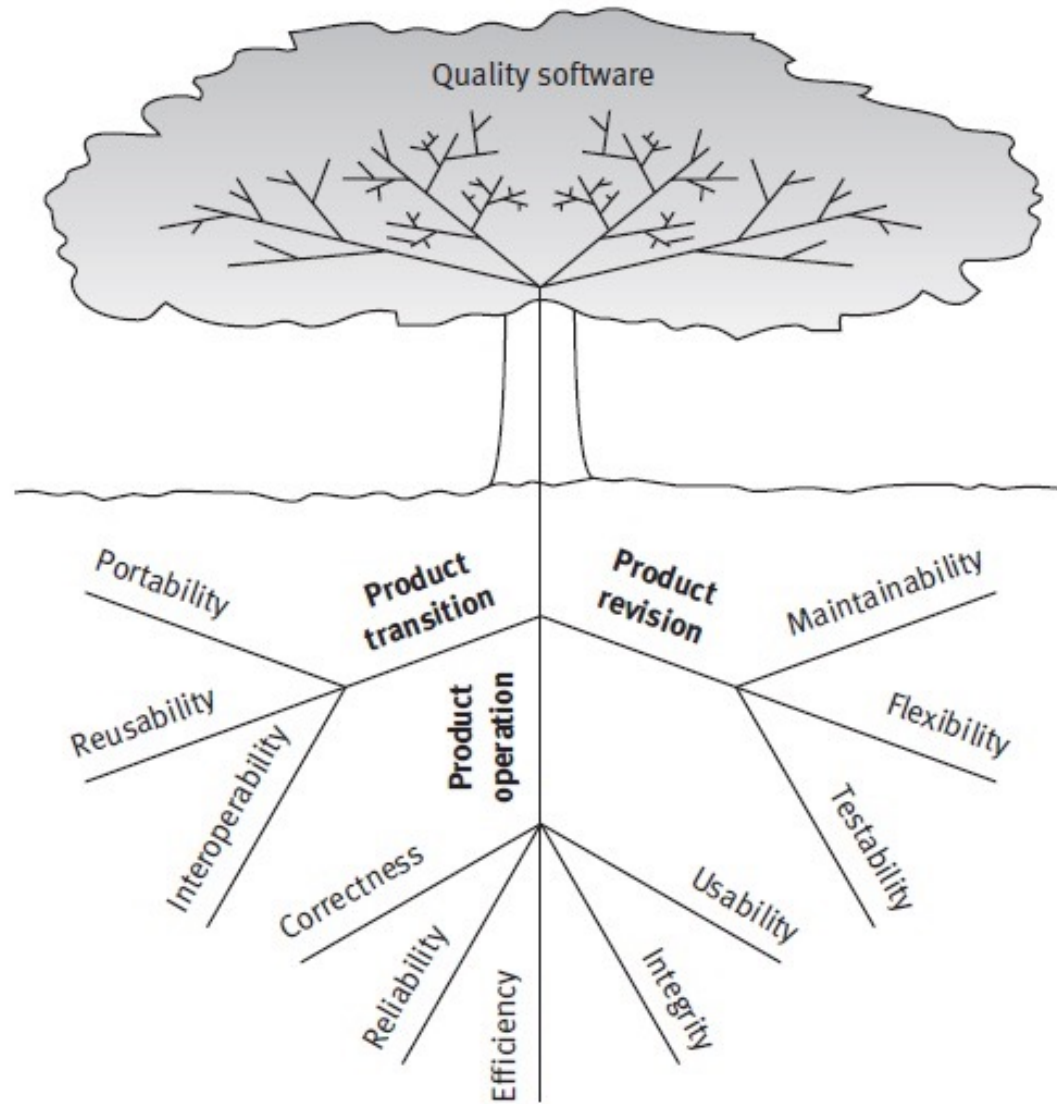 Quality software
Product
transition
Product
revision
Portability
Reusability
Interoperability
Maintainability
Flexibility
Testability
Product
operation
Correctness
Reliability
Efficiency
Integrity
Usability